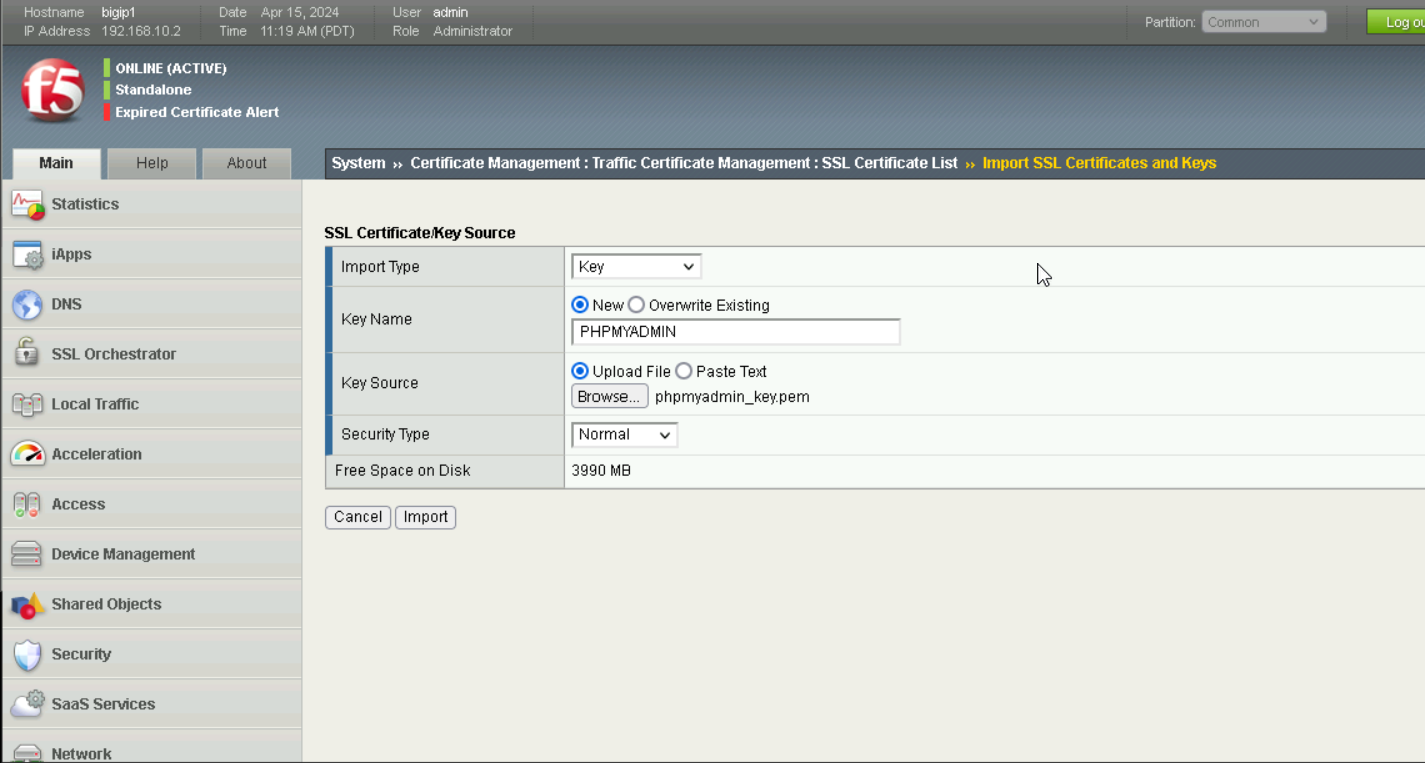 Hostname bigip1 Date Apr 15, 2024 User admin
IP Address 192.168.10.2 Time 11:19 AM (PDT) Role Administrator
Partition: Common Log ou
f5
ONLINE (ACTIVE)
Standalone
Expired Certificate Alert
Main Help About
System ›› Certificate Management : Traffic Certificate Management : SSL Certificate List ›› Import SSL Certificates and Keys
Statistics
iApps
DNS
SSL Orchestrator
Local Traffic
Acceleration
Access
Device Management
Shared Objects
Security
SaaS Services
Network
SSL Certificate/Key Source
Import Type Key
Key Name New Overwrite Existing
PHPMYADMIN
Key Source Upload File Paste Text
Browse... phpmyadmin_key.pem
Security Type Normal
Free Space on Disk 3990 MB
Cancel Import